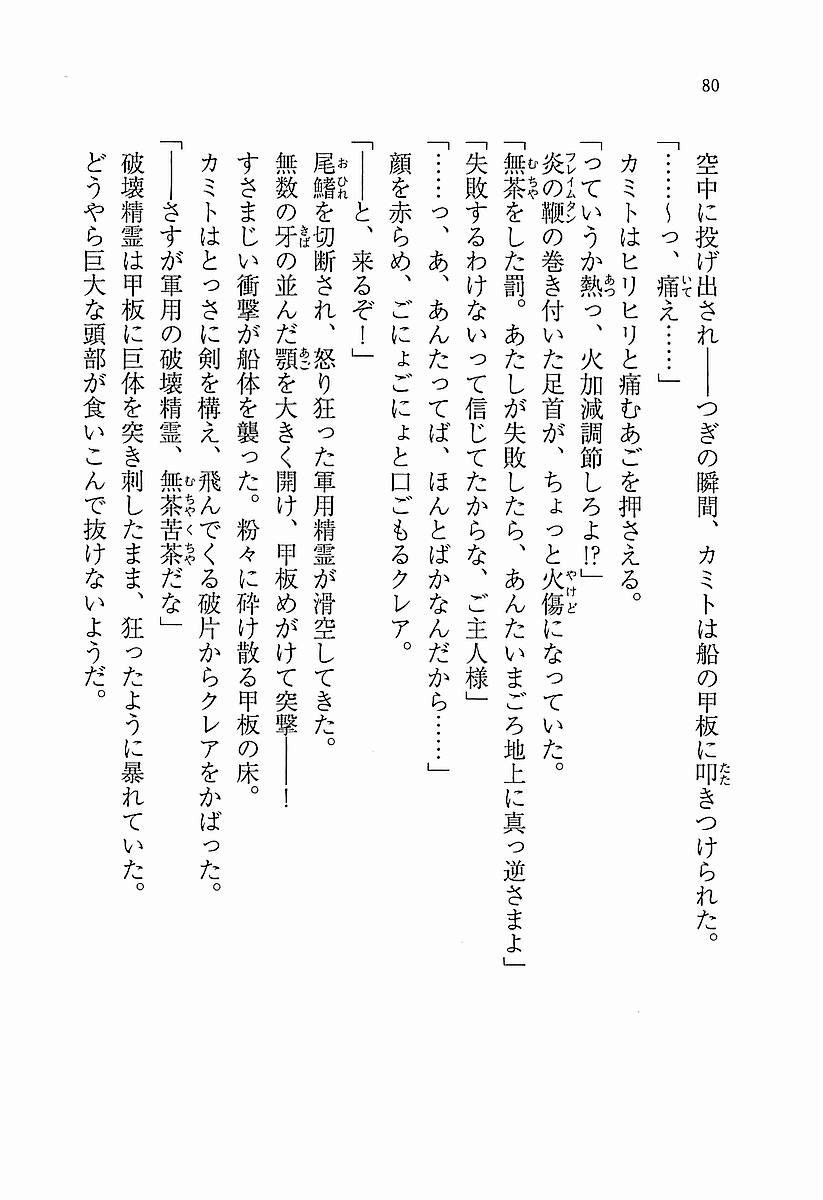 80
空中に投げ出され――つぎの瞬間、カミトは船の甲板に叩きつけられた。
「……～っ、痛え……」
カミトはヒリヒリと痛むあごを押さえる。
「っていうか熱っ、火加減調節しろよ!?」
炎の鞭の巻き付いた足首が、ちょっと火傷になっていた。
「無茶をした罰。あたしが失敗したら、あんたいまごろ地上に真っ逆さまよ」
「失敗するわけないって信じてたからな、ご主人様」
「……っ、あ、あんたってば、ほんとばかなんだから……」
顔を赤らめ、ごにょごにょと口ごもるクレア。
「――と、来るぞ！」
尾鰭を切断され、怒り狂った軍用精霊が滑空してきた。
無数の牙の並んだ顎を大きく開け、甲板めがけて突撃――！
すさまじい衝撃が船体を襲った。粉々に砕け散る甲板の床。
カミトはとっさに剣を構え、飛んでくる破片からクレアをかばった。
「――さすが軍用の破壊精霊、無茶苦茶だな」
破壊精霊は甲板に巨体を突き刺したまま、狂ったように暴れていた。
どうやら巨大な頭部が食いこんで抜けないようだ。